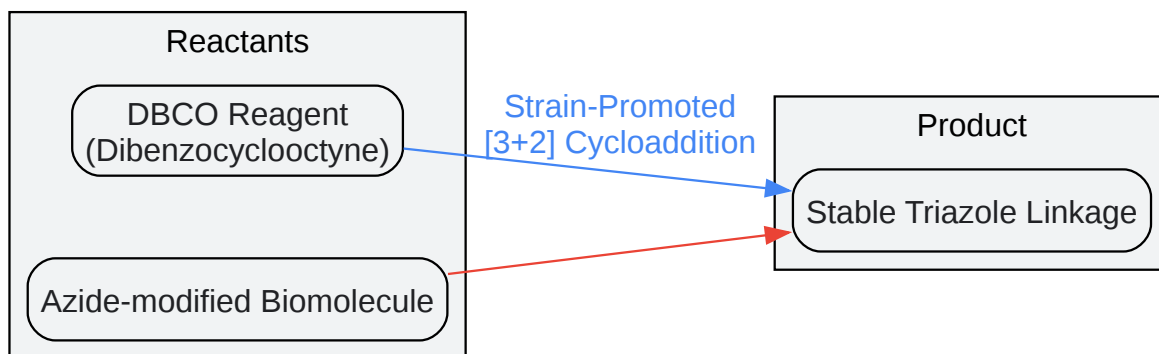 Reactants
DBCO Reagent
(Dibenzocyclooctyne)
Azide-modified Biomolecule
Strain-Promoted
[3+2] Cycloaddition
Product
Stable Triazole Linkage